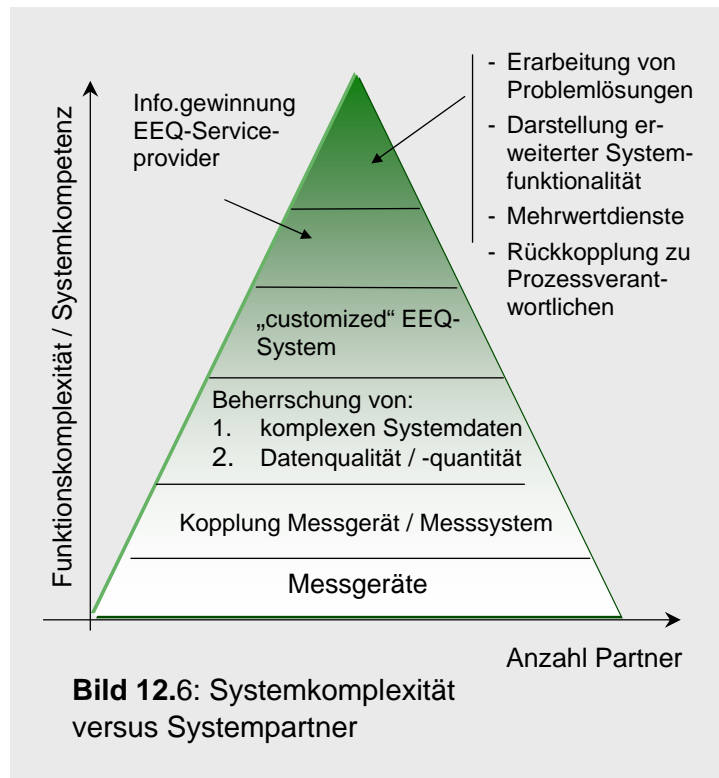 Funktionskomplexität / Systemkompetenz
Info.gewinnung
EEQ-Service-
provider
- Erarbeitung von
Problemlösungen
- Darstellung er-
weiterter System-
funktionalität
- Mehrwertdienste
- Rückkopplung zu
Prozessverant-
wortlichen
„customized“ EEQ-
System
Beherrschung von:
1. komplexen Systemdaten
2. Datenqualität / -quantität
Kopplung Messgerät / Messsystem
Messgeräte
Anzahl Partner
Bild 12.6: Systemkomplexität
versus Systempartner